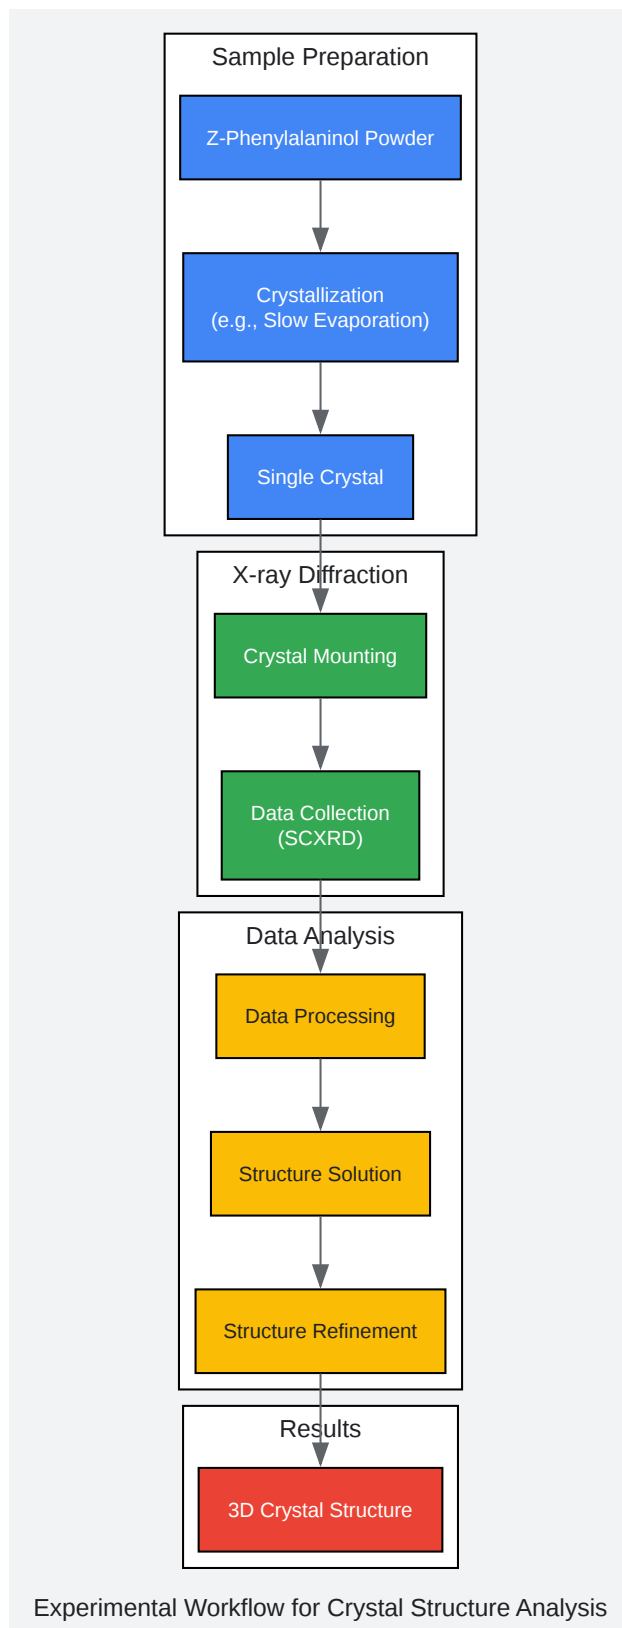 Sample Preparation
Z-Phenylalaninol Powder
Crystallization
(e.g., Slow Evaporation)
Single Crystal
X-ray Diffraction
Crystal Mounting
Data Collection
(SCXRD)
Data Analysis
Data Processing
Structure Solution
Structure Refinement
Results
3D Crystal Structure
Experimental Workflow for Crystal Structure Analysis